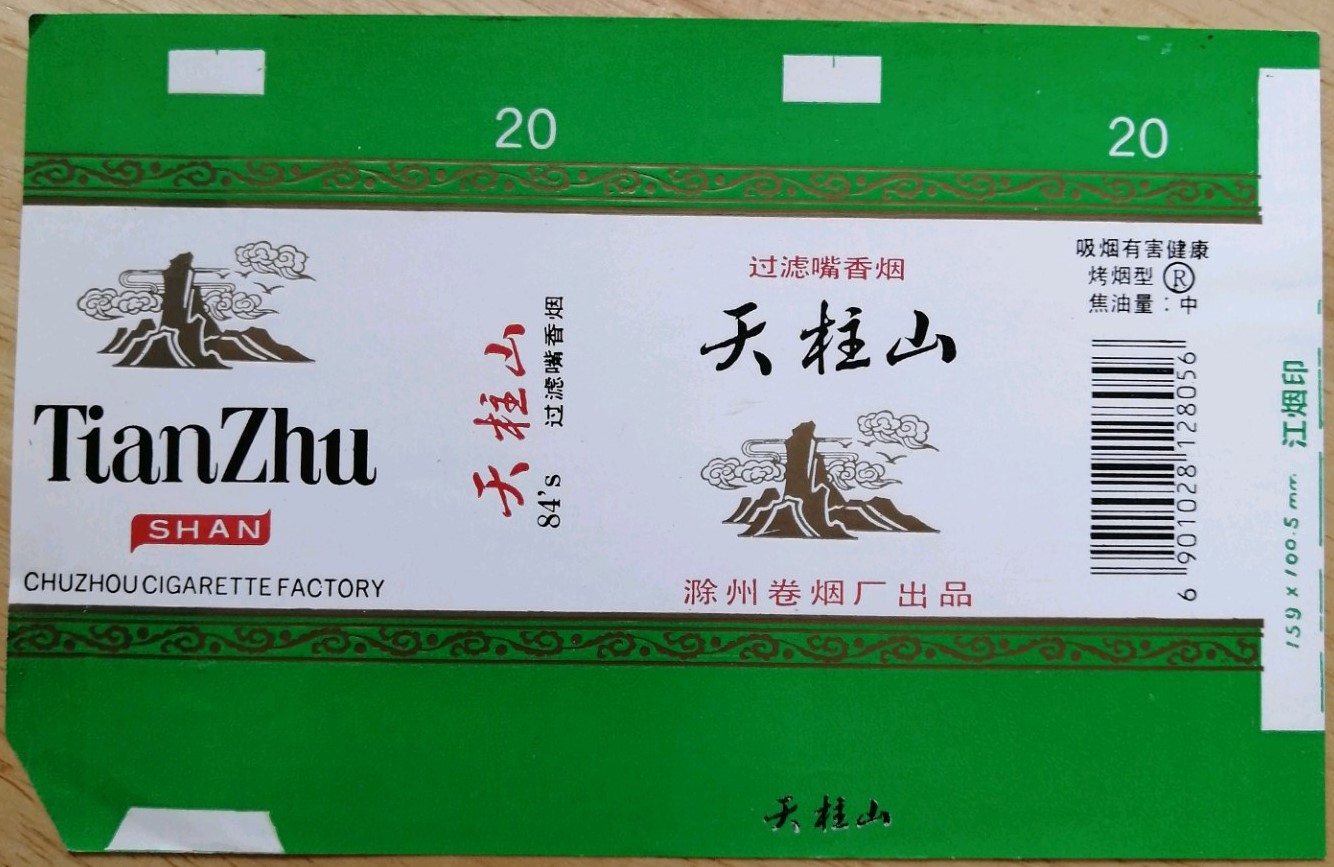 20
20
TianZhu
SHAN
CHUZHOU CIGARETTE FACTORY
天柱山
84's 过滤嘴香烟
过滤嘴香烟
天柱山
滁州卷烟厂出品
吸烟有害健康
烤烟型 ®
焦油量：中
6 901028 128056
159 x 100.5 mm 江烟印
天柱山